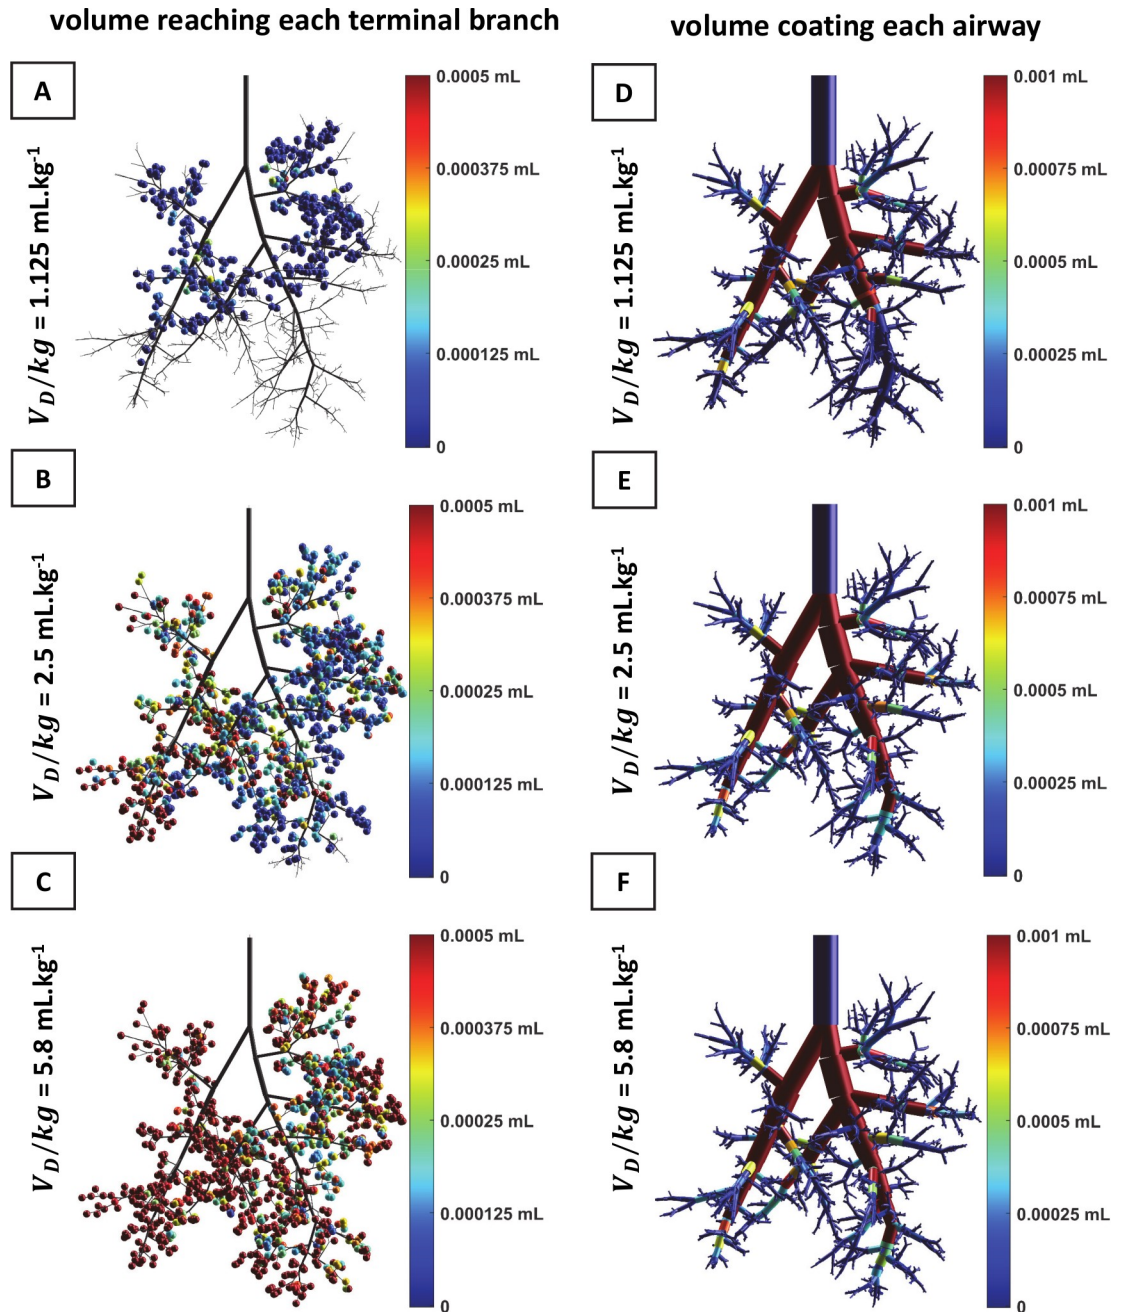 volume reaching each terminal branch
volume coating each airway
A
V_D/kg = 1.125 mL.kg⁻¹
0.0005 mL
0.000375 mL
0.00025 mL
0.000125 mL
0
D
V_D/kg = 1.125 mL.kg⁻¹
0.001 mL
0.00075 mL
0.0005 mL
0.00025 mL
0
B
V_D/kg = 2.5 mL.kg⁻¹
0.0005 mL
0.000375 mL
0.00025 mL
0.000125 mL
0
E
V_D/kg = 2.5 mL.kg⁻¹
0.001 mL
0.00075 mL
0.0005 mL
0.00025 mL
0
C
V_D/kg = 5.8 mL.kg⁻¹
0.0005 mL
0.000375 mL
0.00025 mL
0.000125 mL
0
F
V_D/kg = 5.8 mL.kg⁻¹
0.001 mL
0.00075 mL
0.0005 mL
0.00025 mL
0